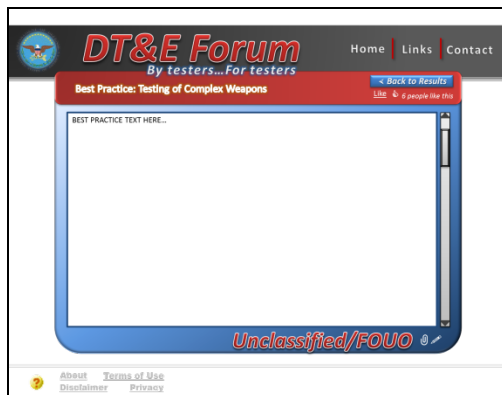 DT&E Forum
Home Links Contact
By testers...For testers
Best Practice: Testing of Complex Weapons
< Back to Results
Like 6 people like this
BEST PRACTICE TEXT HERE...
Unclassified/FOUO
About Terms of Use
Disclaimer Privacy